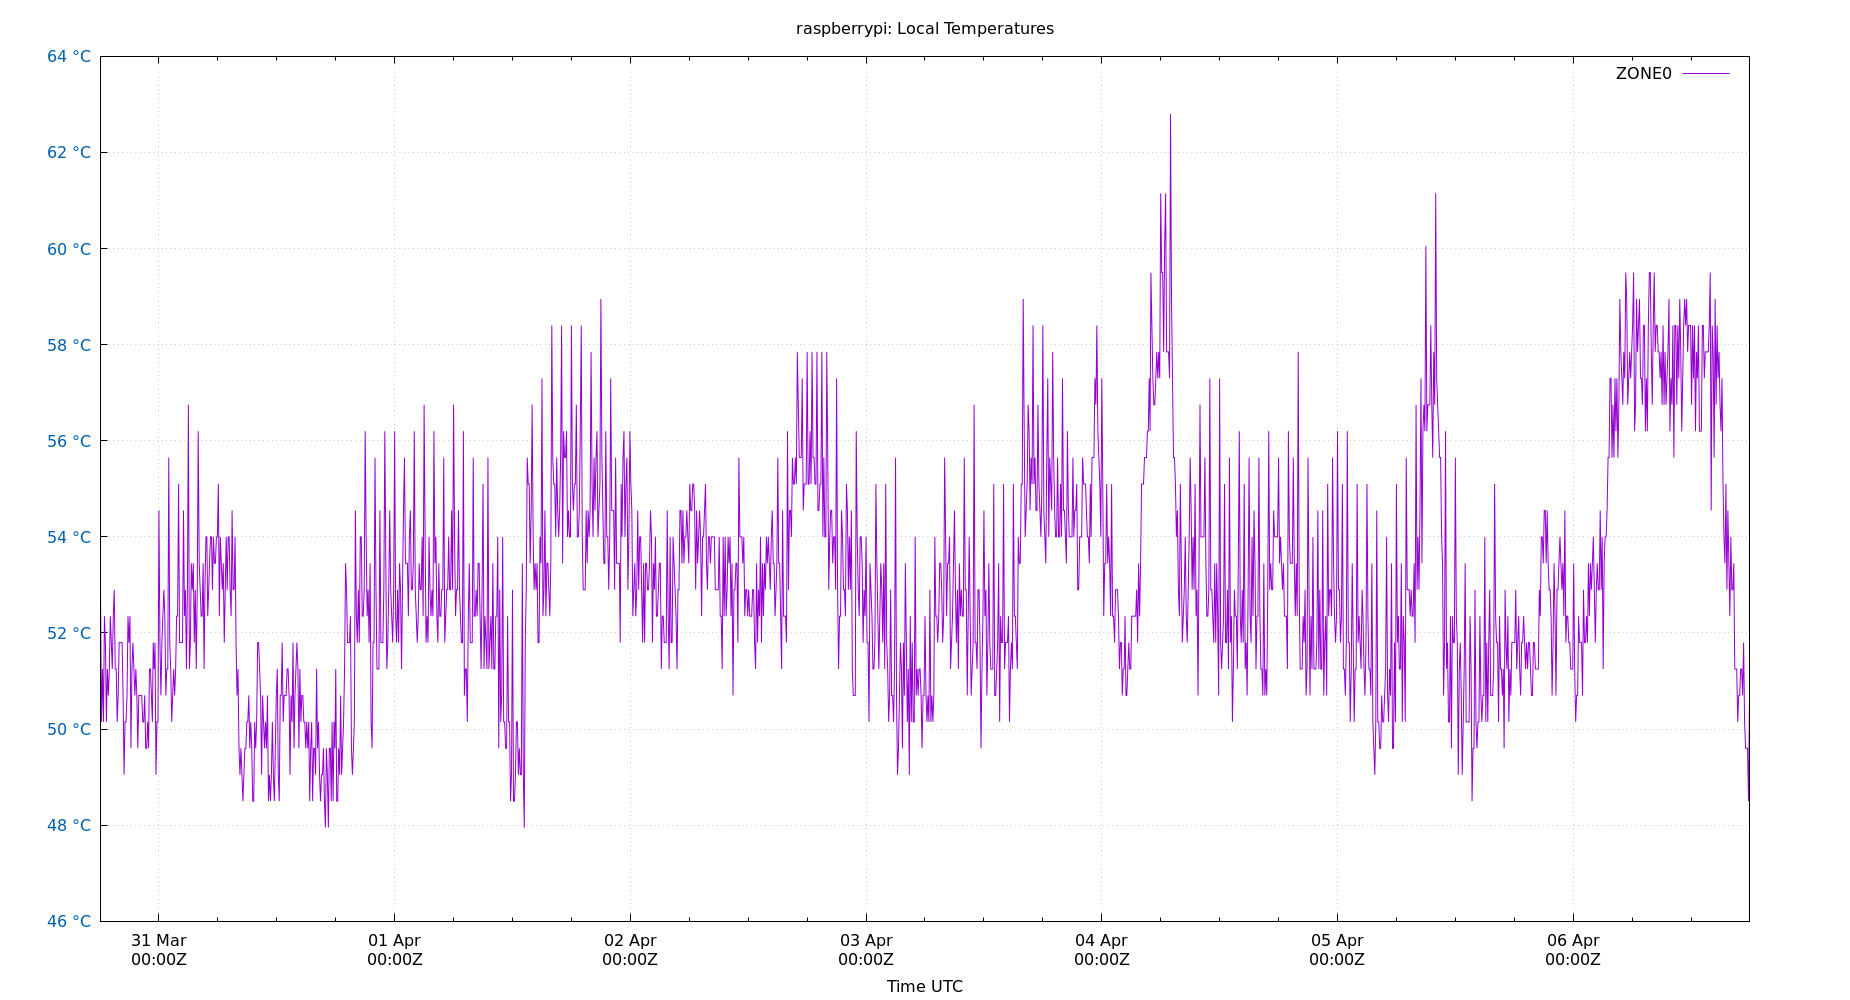 raspberrypi: Local Temperatures
64 °C
ZONE0
62 °C
60 °C
58 °C
56 °C
54 °C
52 °C
50 °C
48 °C
46 °C
31 Mar 01 Apr 02 Apr 03 Apr 04 Apr 05 Apr 06 Apr
00:00Z 00:00Z 00:00Z 00:00Z 00:00Z 00:00Z 00:00Z
Time UTC